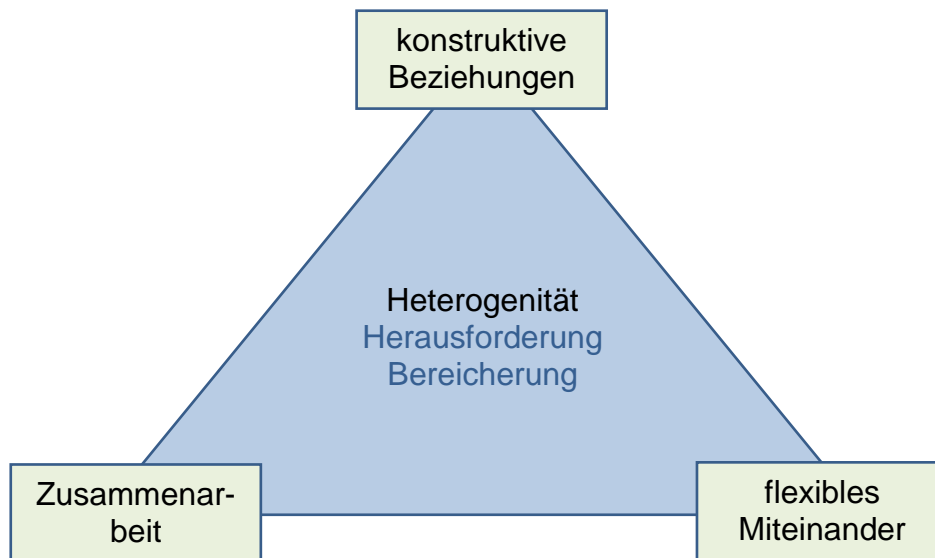 konstruktive
Beziehungen
Heterogenität
Herausforderung
Bereicherung
Zusammenar-
beit
flexibles
Miteinander